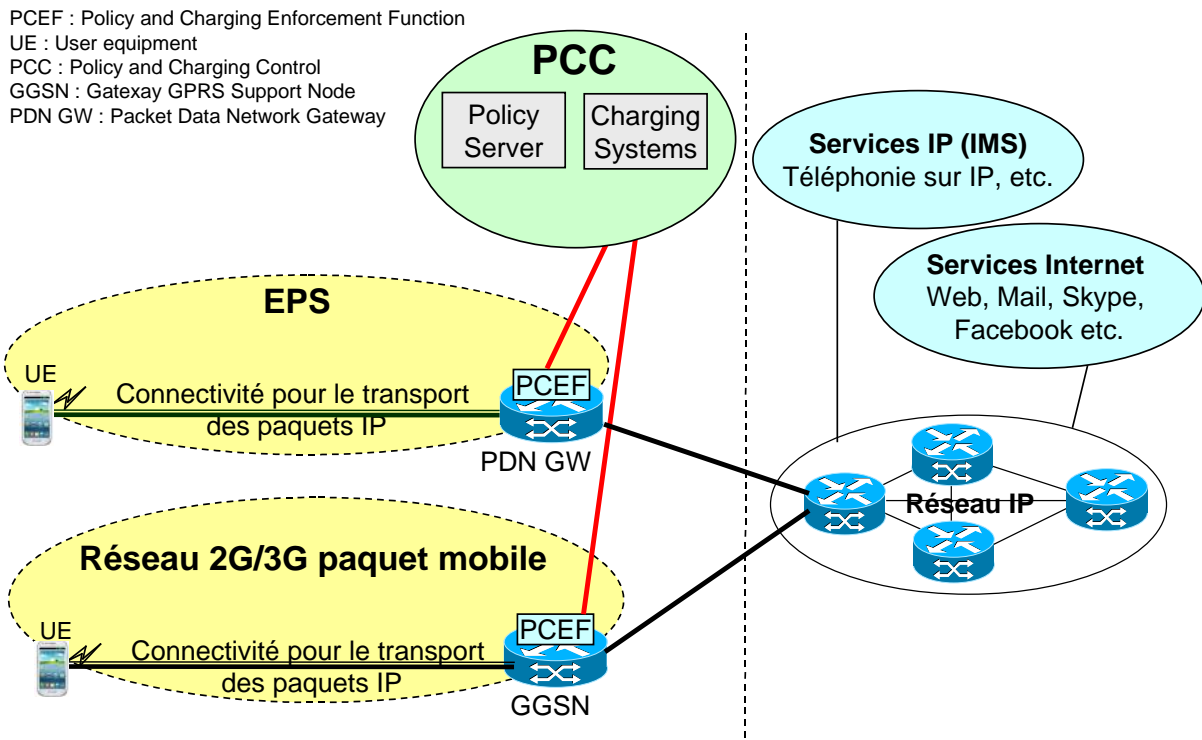 PCEF : Policy and Charging Enforcement Function
UE : User equipment
PCC : Policy and Charging Control
GGSN : Gatexay GPRS Support Node
PDN GW : Packet Data Network Gateway
PCC
Policy
Server
Charging
Systems
Services IP (IMS)
Téléphonie sur IP, etc.
Services Internet
Web, Mail, Skype,
Facebook etc.
EPS
UE
Connectivité pour le transport
des paquets IP
PCEF
PDN GW
Réseau IP
Réseau 2G/3G paquet mobile
UE
Connectivité pour le transport
des paquets IP
PCEF
GGSN